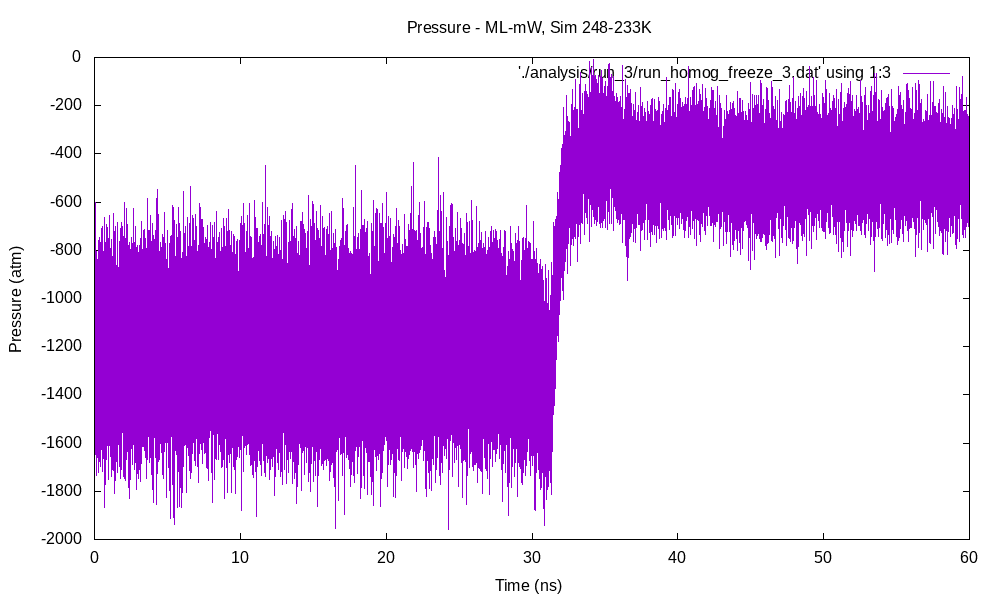 Pressure - ML-mW, Sim 248-233K
'./analysis/run_3/run_homog_freeze_3.dat' using 1:3
0
-200
-400
-600
-800
-1000
-1200
-1400
-1600
-1800
-2000
Pressure (atm)
0 10 20 30 40 50 60
Time (ns)